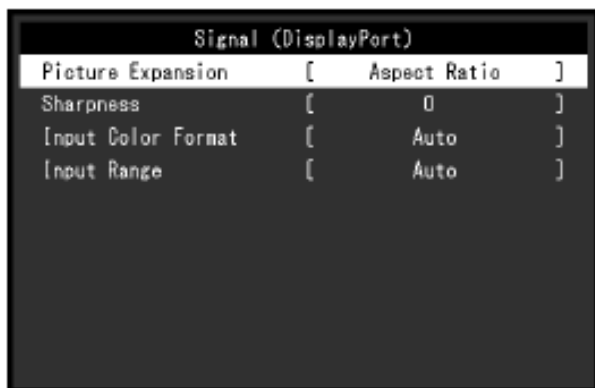 Signal (DisplayPort)
Picture Expansion [ Aspect Ratio ]
Sharpness [ 0 ]
Input Color Format [ Auto ]
Input Range [ Auto ]